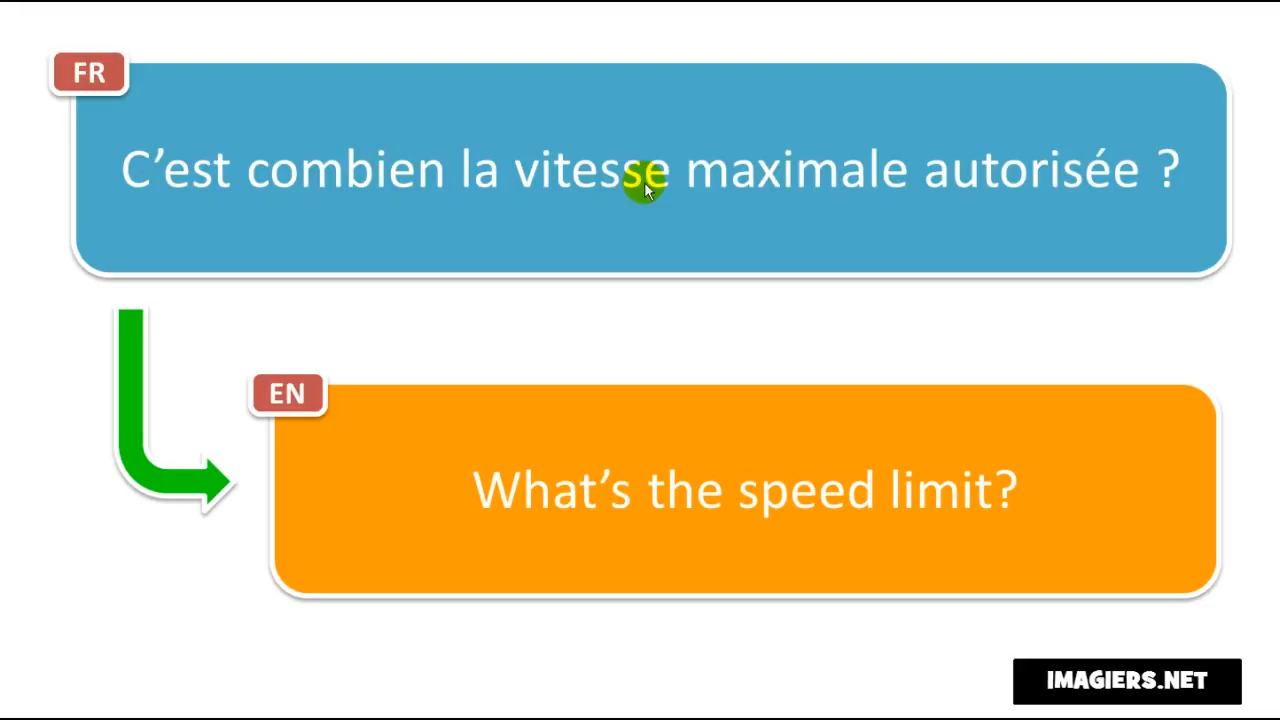 FR
C’est combien la vitesse maximale autorisée ?
EN
What’s the speed limit?
IMAGIERS.NET